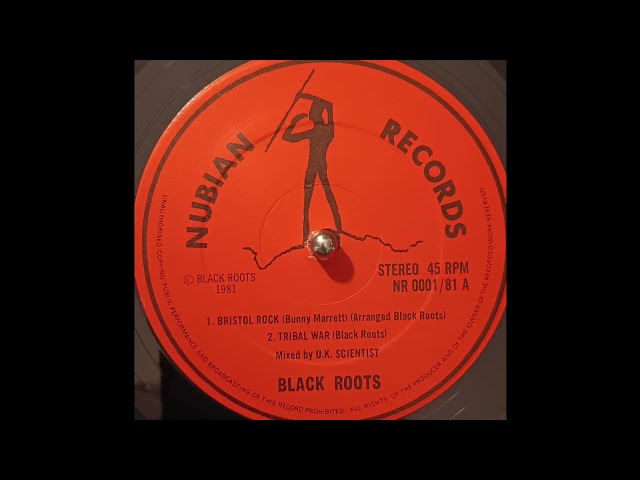 NUBIAN RECORDS
© BLACK ROOTS
1981
STEREO 45 RPM
NR 0001/81 A
1. BRISTOL ROCK (Bunny Marrett) (Arranged Black Roots)
2. TRIBAL WAR (Black Roots)
Mixed by U.K. SCIENTIST
BLACK ROOTS
UNAUTHORISED COPYING PUBLIC PERFORMANCE AND BROADCASTING OF THIS RECORD PROHIBITED. ALL RIGHTS OF THE PRODUCER AND OF THE OWNER OF THE RECORDED WORK RESERVED